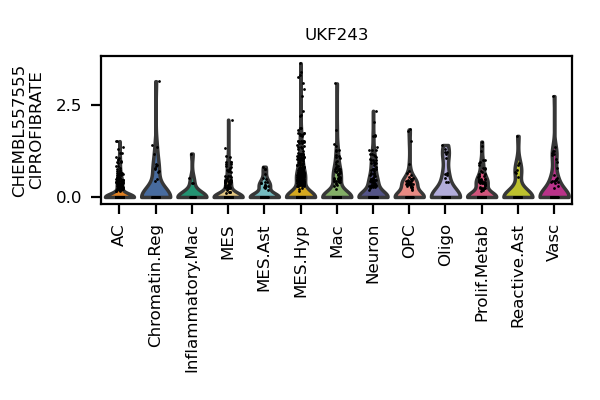 UKF243
CHEMBL557555
CIPROFIBRATE
2.5
0.0
AC
Chromatin.Reg
Inflammatory.Mac
MES
MES.Ast
MES.Hyp
Mac
Neuron
OPC
Oligo
Prolif.Metab
Reactive.Ast
Vasc